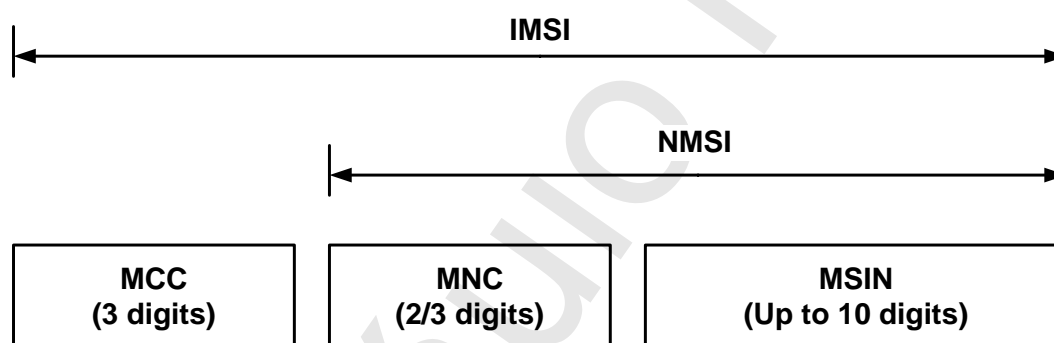 IMSI
NMSI
MCC
(3 digits)
MNC
(2/3 digits)
MSIN
(Up to 10 digits)